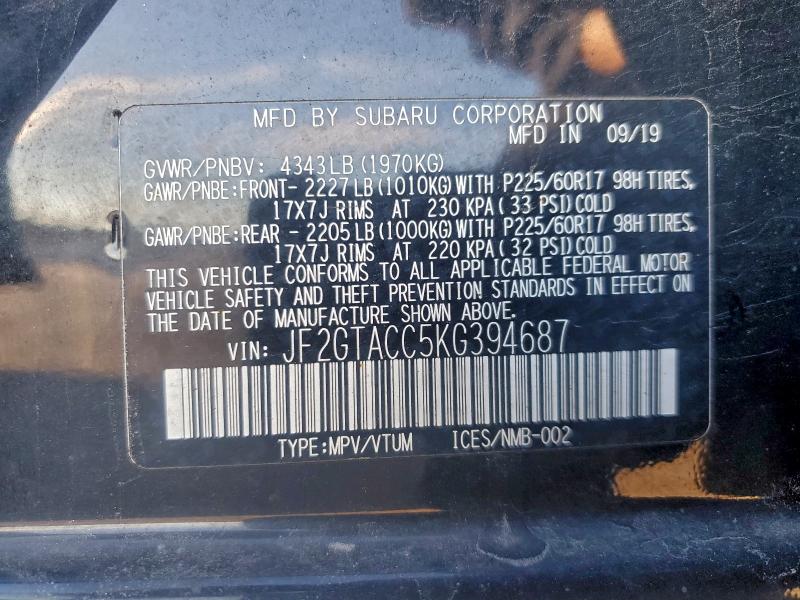 MFD BY SUBARU CORPORATION
MFD IN 09/19
GVWR/PNBV: 4343LB (1970KG)
GAWR/PNBE:FRONT- 2227LB (1010KG) WITH P225/60R17 98H TIRES,
17X7J RIMS AT 230 KPA (33 PSI) COLD
GAWR/PNBE:REAR - 2205LB (1000KG) WITH P225/60R17 98H TIRES,
17X7J RIMS AT 220 KPA (32 PSI) COLD
THIS VEHICLE CONFORMS TO ALL APPLICABLE FEDERAL MOTOR
VEHICLE SAFETY AND THEFT PREVENTION STANDARDS IN EFFECT ON
THE DATE OF MANUFACTURE SHOWN ABOVE.
VIN: JF2GTACC5KG394687
TYPE:MPV/VTUM ICES/NMB-002